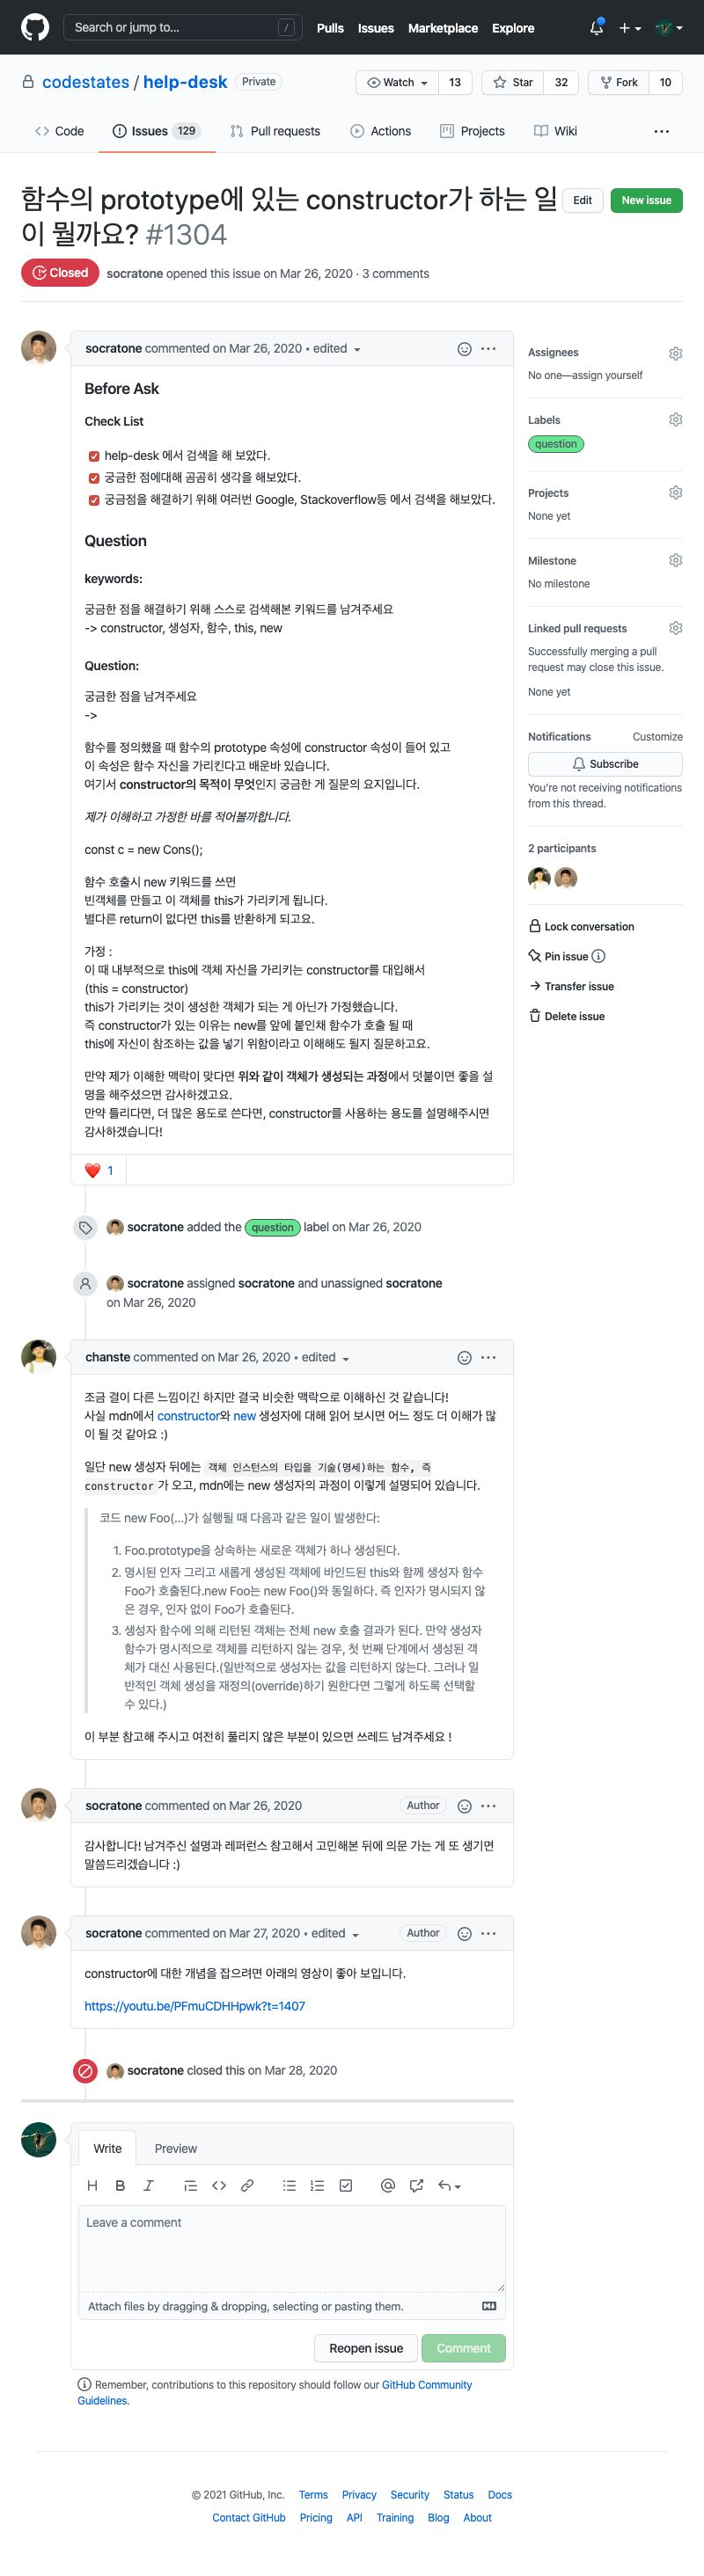 Search or jump to... /
Pulls Issues Marketplace Explore
codestates / help-desk Private
Watch 13 Star 32 Fork 10
Code Issues 129 Pull requests Actions Projects Wiki
함수의 prototype에 있는 constructor가 하는 일
이 뭘까요? #1304
Edit New issue
Closed socratone opened this issue on Mar 26, 2020 · 3 comments
socratone commented on Mar 26, 2020 • edited
Before Ask
Check List
help-desk 에서 검색을 해 보았다.
궁금한 점에대해 곰곰히 생각을 해보았다.
궁금점을 해결하기 위해 여러번 Google, Stackoverflow등 에서 검색을 해보았다.
Question
keywords:
궁금한 점을 해결하기 위해 스스로 검색해본 키워드를 남겨주세요
-> constructor, 생성자, 함수, this, new
Question:
궁금한 점을 남겨주세요
->
함수를 정의했을 때 함수의 prototype 속성에 constructor 속성이 들어 있고
이 속성은 함수 자신을 가리킨다고 배운바 있습니다.
여기서 constructor의 목적이 무엇인지 궁금한 게 질문의 요지입니다.
제가 이해하고 가정한 바를 적어볼까합니다.
const c = new Cons();
함수 호출시 new 키워드를 쓰면
빈객체를 만들고 이 객체를 this가 가리키게 됩니다.
별다른 return이 없다면 this를 반환하게 되고요.
가정 :
이 때 내부적으로 this에 객체 자신을 가리키는 constructor를 대입해서
(this = constructor)
this가 가리키는 것이 생성한 객체가 되는 게 아닌가 가정했습니다.
즉 constructor가 있는 이유는 new를 앞에 붙인채 함수가 호출 될 때
this에 자신이 참조하는 값을 넣기 위함이라고 이해해도 될지 질문하고요.
만약 제가 이해한 맥락이 맞다면 위와 같이 객체가 생성되는 과정에서 덧붙이면 좋을 설
명을 해주셨으면 감사하겠고요.
만약 틀리다면, 더 많은 용도로 쓴다면, constructor를 사용하는 용도를 설명해주시면
감사하겠습니다!
❤️ 1
Assignees
No one—assign yourself
Labels
question
Projects
None yet
Milestone
No milestone
Linked pull requests
Successfully merging a pull
request may close this issue.
None yet
Notifications Customize
Subscribe
You're not receiving notifications
from this thread.
2 participants
Lock conversation
Pin issue
Transfer issue
Delete issue
socratone added the question label on Mar 26, 2020
socratone assigned socratone and unassigned socratone
on Mar 26, 2020
chanste commented on Mar 26, 2020 • edited
조금 결이 다른 느낌이긴 하지만 결국 비슷한 맥락으로 이해하신 것 같습니다!
사실 mdn에서 constructor와 new 생성자에 대해 읽어 보시면 어느 정도 더 이해가 많
이 될 것 같아요 :)
일단 new 생성자 뒤에는 객체 인스턴스의 타입을 기술(명세)하는 함수, 즉
constructor 가 오고, mdn에는 new 생성자의 과정이 이렇게 설명되어 있습니다.
코드 new Foo(...)가 실행될 때 다음과 같은 일이 발생한다:
1. Foo.prototype을 상속하는 새로운 객체가 하나 생성된다.
2. 명시된 인자 그리고 새롭게 생성된 객체에 바인드된 this와 함께 생성자 함수
Foo가 호출된다.new Foo는 new Foo()와 동일하다. 즉 인자가 명시되지 않
은 경우, 인자 없이 Foo가 호출된다.
3. 생성자 함수에 의해 리턴된 객체는 전체 new 호출 결과가 된다. 만약 생성자
함수가 명시적으로 객체를 리턴하지 않는 경우, 첫 번째 단계에서 생성된 객
체가 대신 사용된다.(일반적으로 생성자는 값을 리턴하지 않는다. 그러나 일
반적인 객체 생성을 재정의(override)하기 원한다면 그렇게 하도록 선택할
수 있다.)
이 부분 참고해 주시고 여전히 풀리지 않은 부분이 있으면 쓰레드 남겨주세요 !
socratone commented on Mar 26, 2020 Author
감사합니다! 남겨주신 설명과 레퍼런스 참고해서 고민해본 뒤에 의문 가는 게 또 생기면
말씀드리겠습니다 :)
socratone commented on Mar 27, 2020 • edited Author
constructor에 대한 개념을 잡으려면 아래의 영상이 좋아 보입니다.
https://youtu.be/PFmuCDHHpwk?t=1407
socratone closed this on Mar 28, 2020
Write Preview
Leave a comment
Attach files by dragging & dropping, selecting or pasting them.
Reopen issue Comment
Remember, contributions to this repository should follow our GitHub Community
Guidelines.
© 2021 GitHub, Inc. Terms Privacy Security Status Docs
Contact GitHub Pricing API Training Blog About